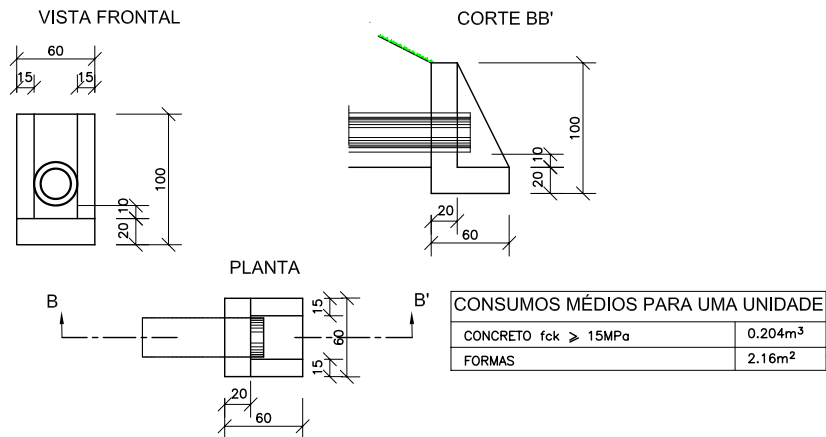 VISTA FRONTAL
60
15
15
100
10
20
CORTE BB'
100
10
20
20
60
PLANTA
B
B'
15
60
15
20
60
CONSUMOS MÉDIOS PARA UMA UNIDADE
CONCRETO fck ⩾ 15MPa 0.204m³
FORMAS 2.16m²